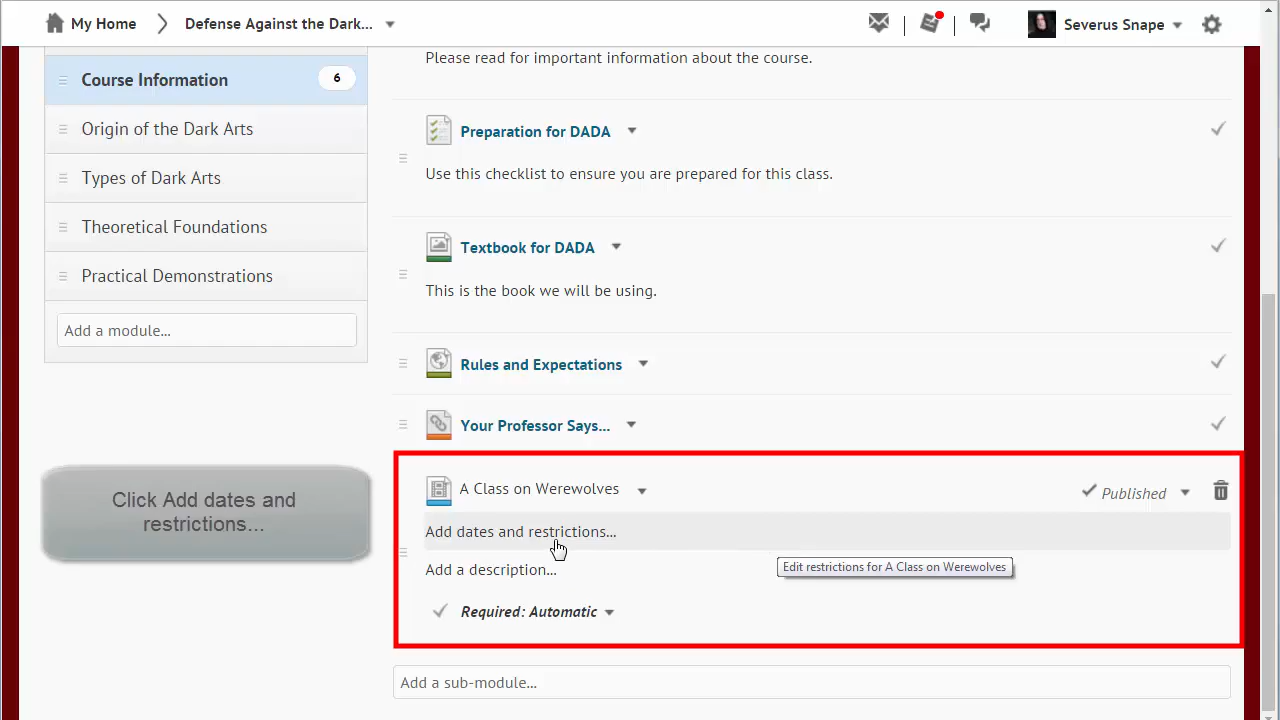 My Home
Defense Against the Dark...
Severus Snape
Course Information
6
Origin of the Dark Arts
Types of Dark Arts
Theoretical Foundations
Practical Demonstrations
Add a module...
Please read for important information about the course.
Preparation for DADA
Use this checklist to ensure you are prepared for this class.
Textbook for DADA
This is the book we will be using.
Rules and Expectations
Your Professor Says...
Click Add dates and
restrictions...
A Class on Werewolves
Published
Add dates and restrictions...
Edit restrictions for A Class on Werewolves
Add a description...
Required: Automatic
Add a sub-module...